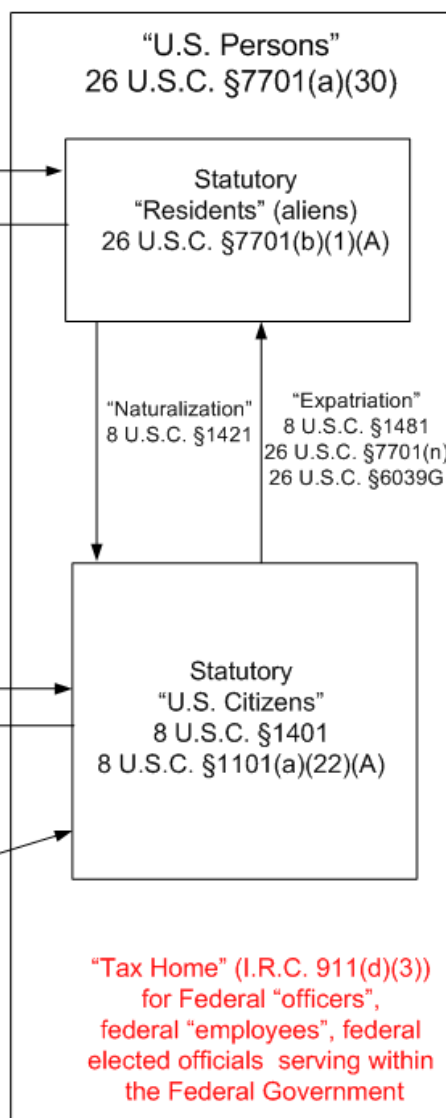 “U.S. Persons”
26 U.S.C. §7701(a)(30)
Statutory
“Residents” (aliens)
26 U.S.C. §7701(b)(1)(A)
“Naturalization”
8 U.S.C. §1421
“Expatriation”
8 U.S.C. §1481
26 U.S.C. §7701(n)
26 U.S.C. §6039G
Statutory
“U.S. Citizens”
8 U.S.C. §1401
8 U.S.C. §1101(a)(22)(A)
“Tax Home” (I.R.C. 911(d)(3))
for Federal “officers”,
federal “employees”, federal
elected officials serving within
the Federal Government